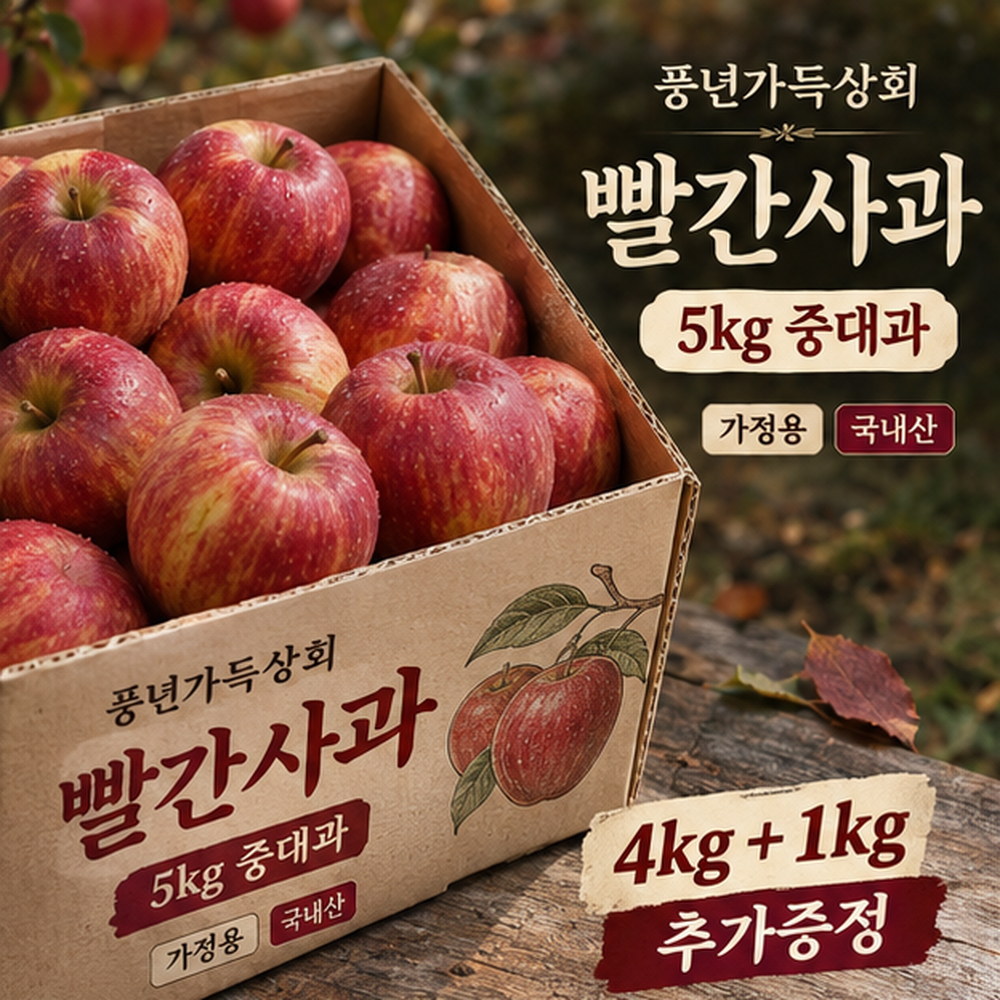 풍년가득상회
빨간사과
5kg 중대과
가정용 국내산
풍년가득상회
빨간사과
5kg 중대과
가정용 국내산
4kg + 1kg
추가증정